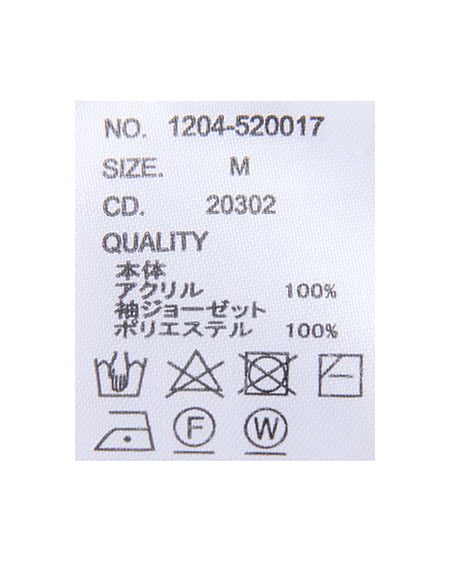 NO. 1204-520017
SIZE. M
CD. 20302
QUALITY
本体
アクリル 100%
袖ジョーゼット
ポリエステル 100%
F W